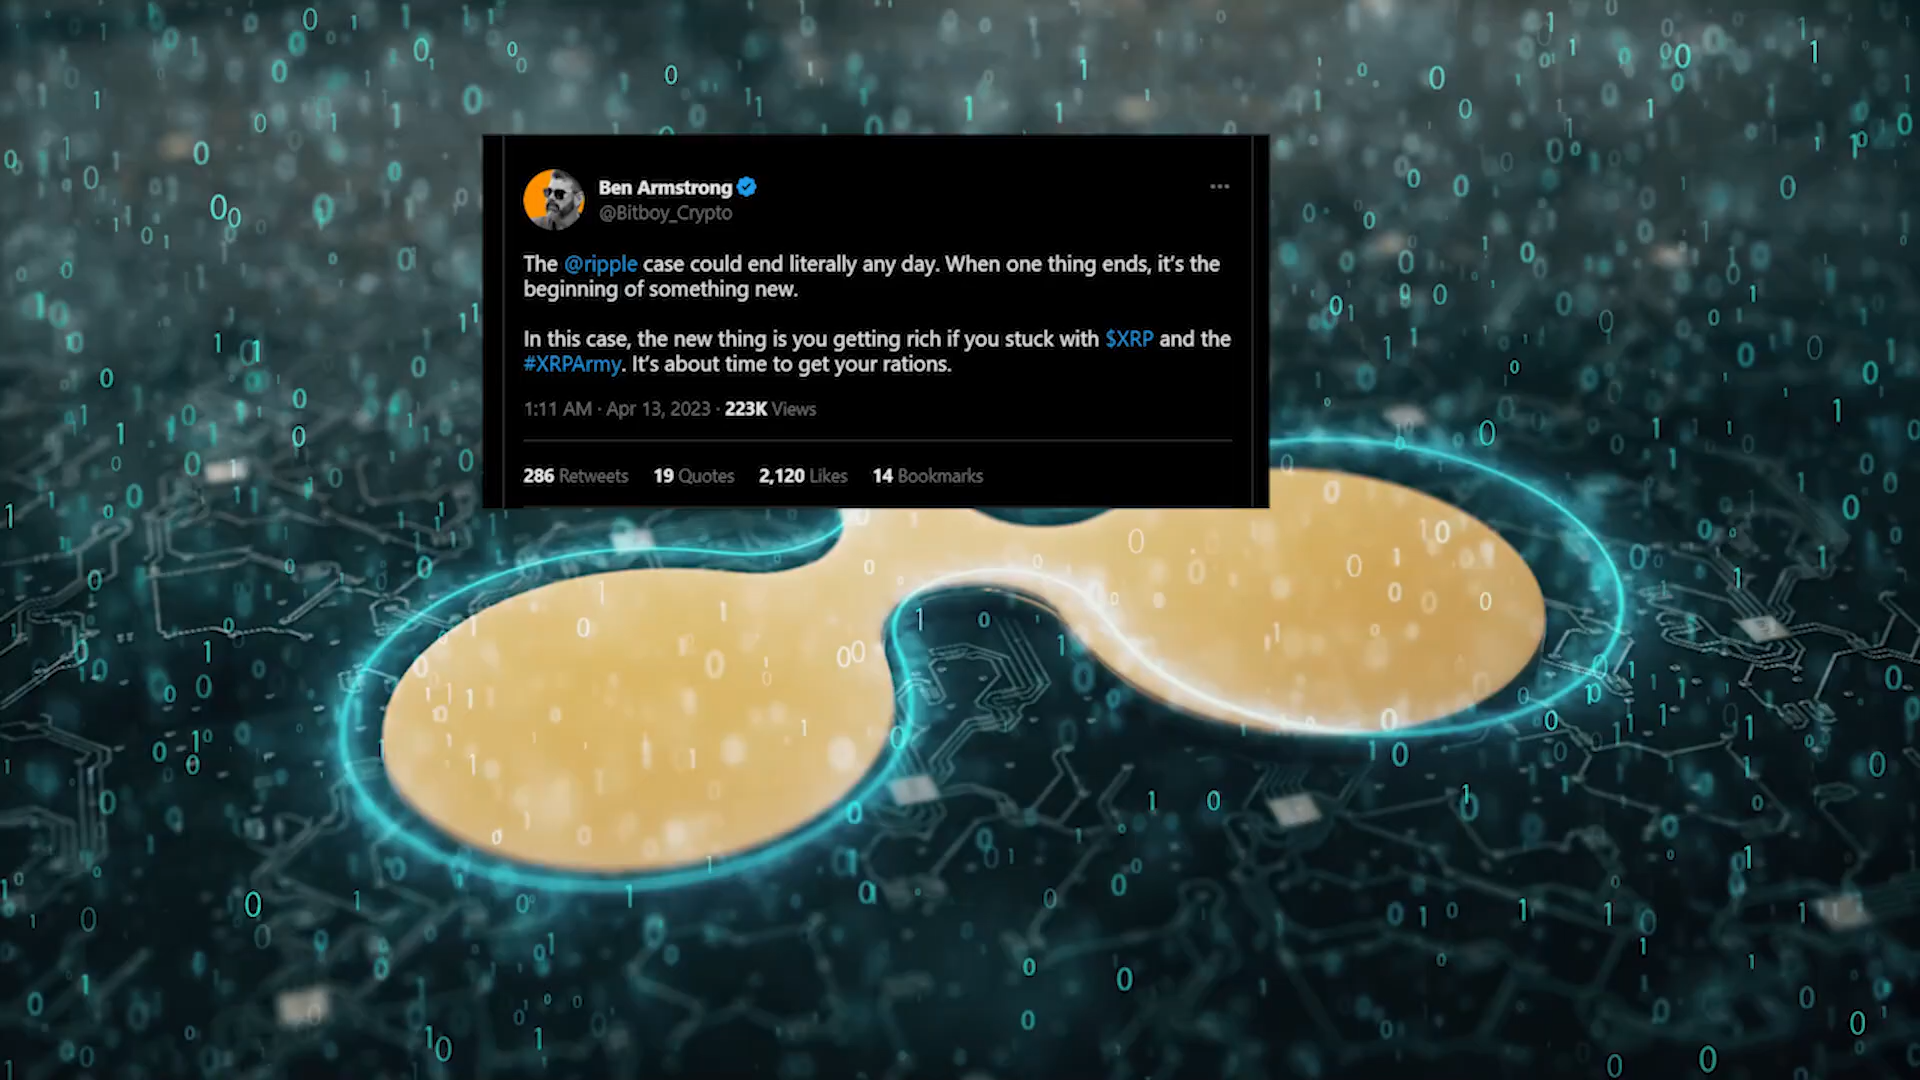 Ben Armstrong
@Bitboy_Crypto
The @ripple case could end literally any day. When one thing ends, it's the
beginning of something new.
In this case, the new thing is you getting rich if you stuck with $XRP and the
#XRPArmy. It's about time to get your rations.
1:11 AM · Apr 13, 2023 · 223K Views
286 Retweets 19 Quotes 2,120 Likes 14 Bookmarks